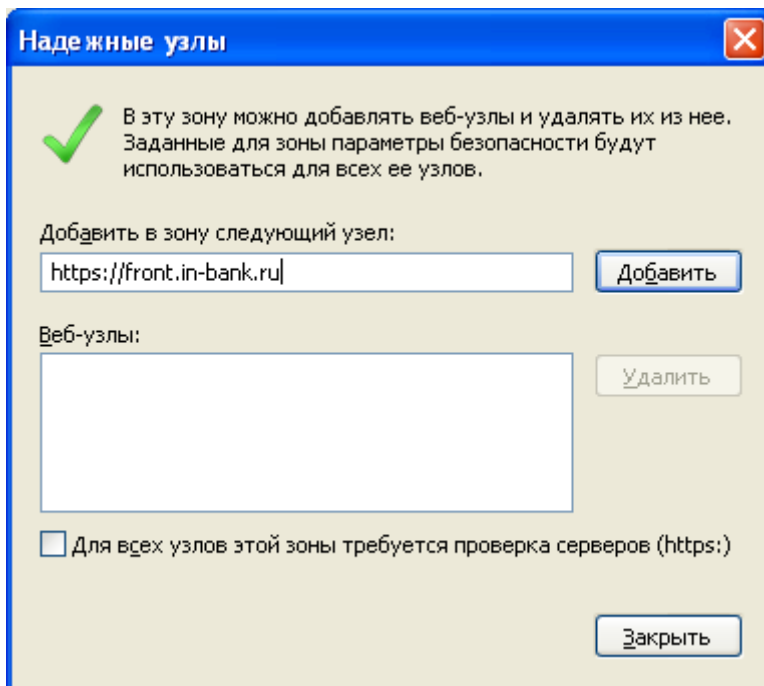 Надежные узлы
В эту зону можно добавлять веб-узлы и удалять их из нее.
Заданные для зоны параметры безопасности будут
использоваться для всех ее узлов.
Добавить в зону следующий узел:
https://front.in-bank.ru
Добавить
Веб-узлы:
Удалить
Для всех узлов этой зоны требуется проверка серверов (https:)
Закрыть